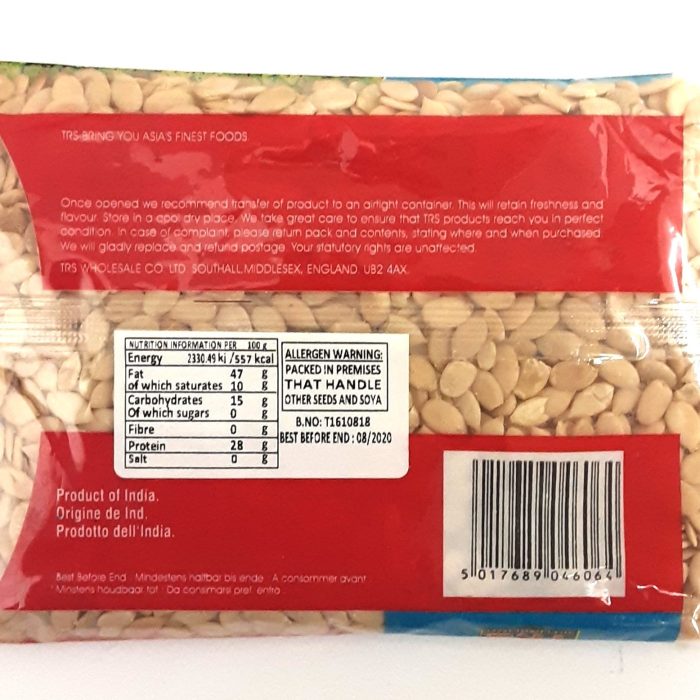 TRS-BRING YOU ASIA'S FINEST FOODS.
Once opened we recommend transfer of product to an airtight container. This will retain freshness and
flavour. Store in a cool dry place. We take great care to ensure that TRS products reach you in perfect
condition. In case of complaint, please return pack and contents, stating where and when purchased.
We will gladly replace and refund postage. Your statutory rights are unaffected.
TRS WHOLESALE CO. LTD. SOUTHALL, MIDDLESEX, ENGLAND. UB2 4AX.
NUTRITION INFORMATION PER 100 g
Energy 2330.49 kj /557 kcal
Fat 47 g
of which saturates 10 g
Carbohydrates 15 g
Of which sugars 0 g
Fibre 0 g
Protein 28 g
Salt 0 g
ALLERGEN WARNING:
PACKED IN PREMISES
THAT HANDLE
OTHER SEEDS AND SOYA
B.NO: T1610818
BEST BEFORE END : 08/2020
Product of India.
Origine de Ind.
Prodotto dell'India.
Best Before End · Mindestens haltbar bis ende · A consommer avant
Minstens houdbaar tot · Da consmarsi pref. entro
5 017689 046064